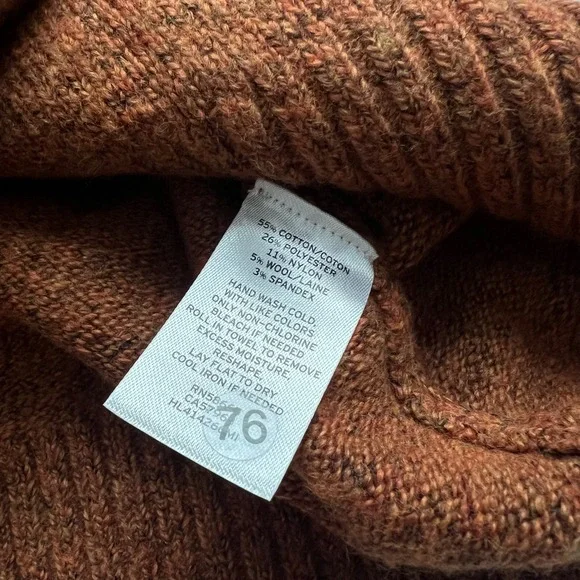 55% COTTON/COTON
26% POLYESTER
11% NYLON
5% WOOL/LAINE
3% SPANDEX
HAND WASH COLD,
WITH LIKE COLORS.
ONLY NON-CHLORINE
BLEACH IF NEEDED
ROLL IN TOWEL TO REMOVE
EXCESS MOISTURE,
RESHAPE.
LAY FLAT TO DRY
COOL IRON IF NEEDED
76